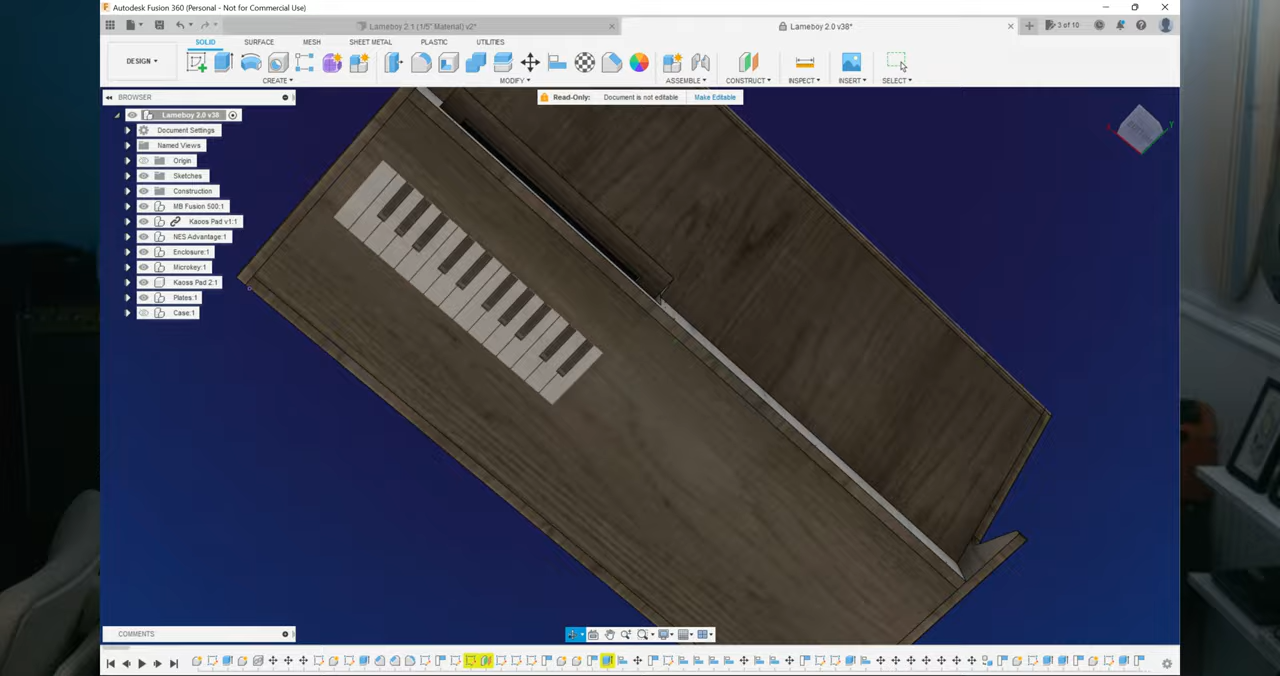 Autodesk Fusion 360 (Personal - Not for Commercial Use)
Lameboy 2.1 (1/5" Material) v2*
Lameboy 2.0 v38*
3 of 10
SOLID
SURFACE
MESH
SHEET METAL
PLASTIC
UTILITIES
DESIGN
CREATE
MODIFY
ASSEMBLE
CONSTRUCT
INSPECT
INSERT
SELECT
BROWSER
Read-Only: Document is not editable Make Editable
Lameboy 2.0 v38
Document Settings
Named Views
Origin
Sketches
Construction
MB Fusion 500:1
Kaoos Pad v1:1
NES Advantage:1
Enclosure:1
Microkey:1
Kaoss Pad 2:1
Plates:1
Case:1
X
Y
COMMENTS